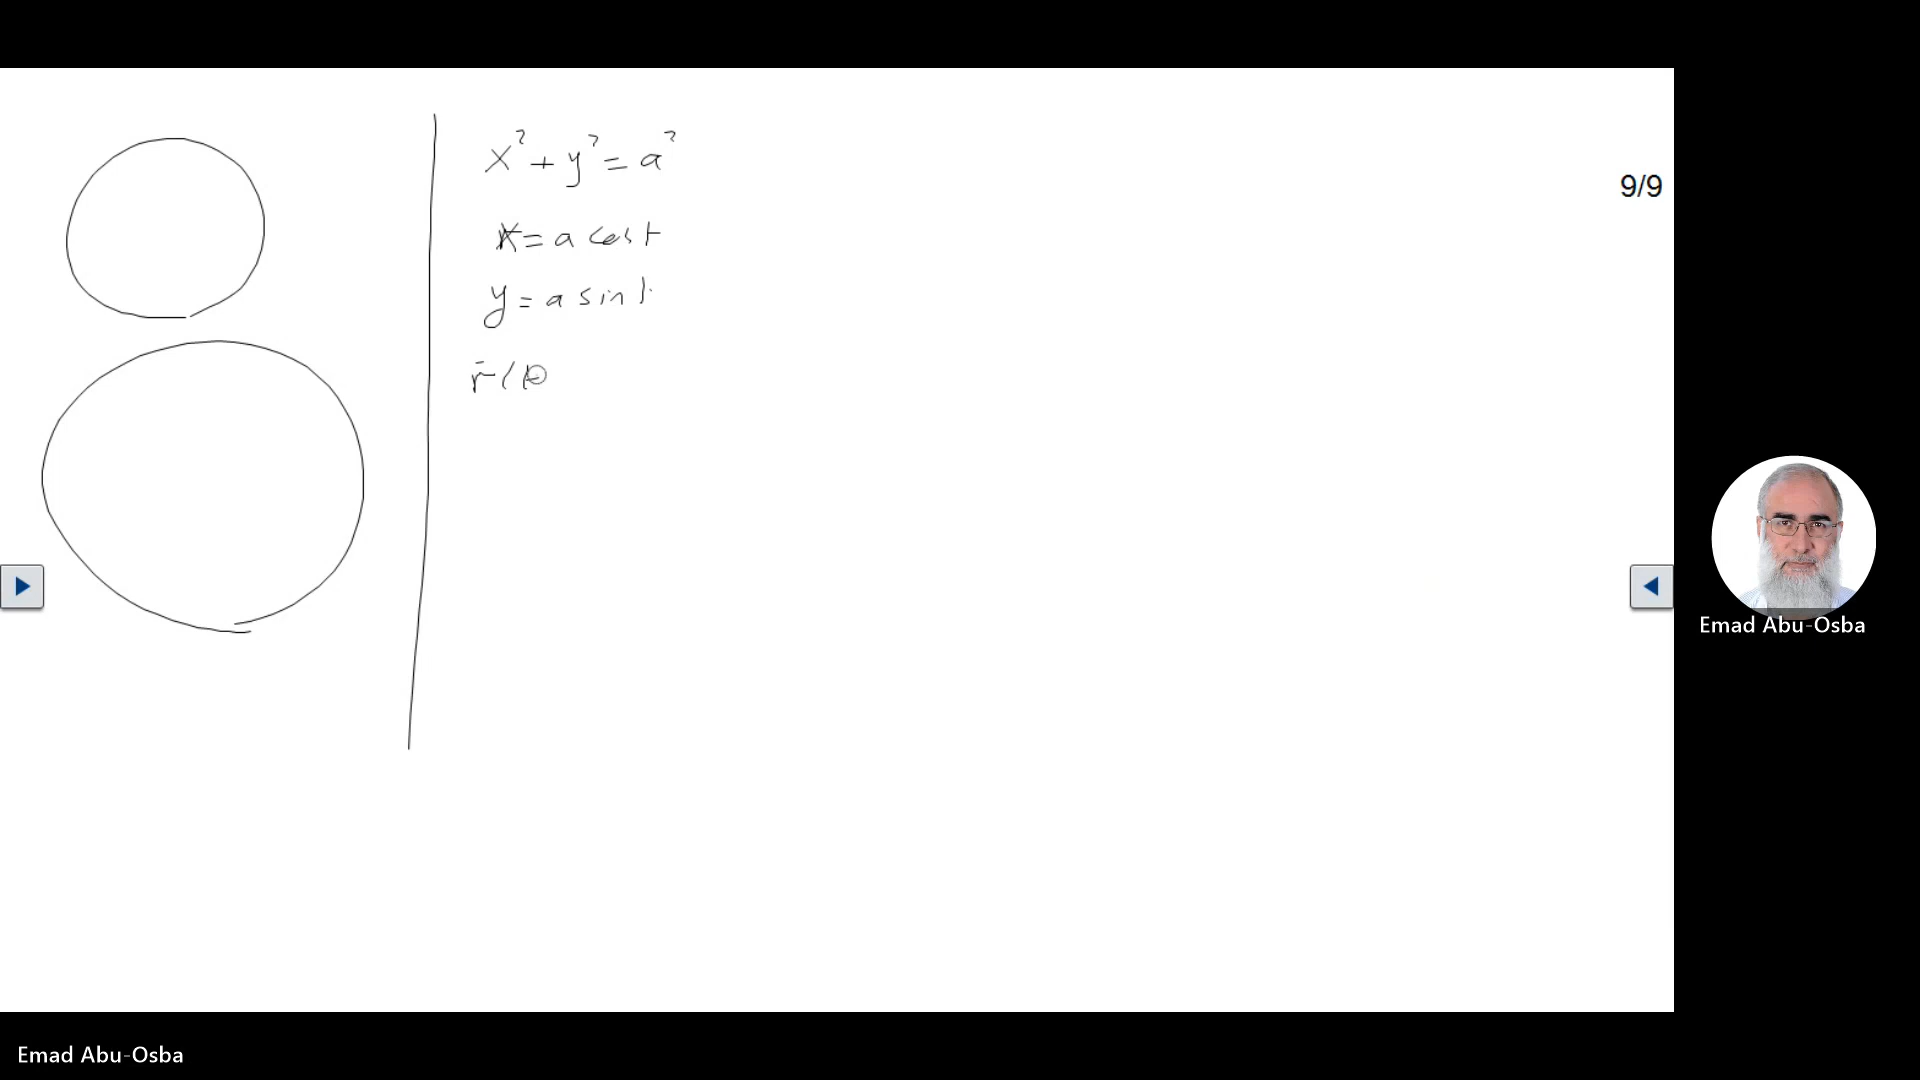 x² + y² = a²
9/9
x = a cos t
y = a sin t
r̄(t)
Emad Abu-Osba
Emad Abu-Osba